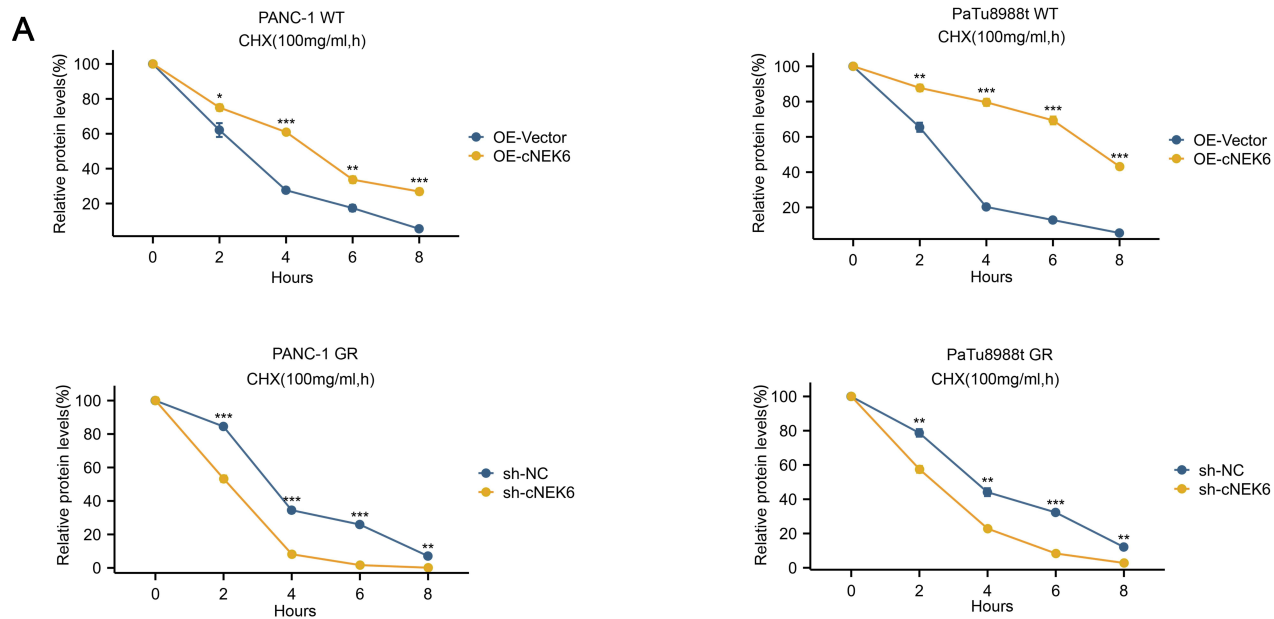 A
PANC-1 WT
CHX(100mg/ml,h)
Relative protein levels(%)
100
80
60
40
20
*
***
**
***
0 2 4 6 8
Hours
OE-Vector
OE-cNEK6
PaTu8988t WT
CHX(100mg/ml,h)
Relative protein levels(%)
100
80
60
40
20
**
***
***
***
0 2 4 6 8
Hours
OE-Vector
OE-cNEK6
PANC-1 GR
CHX(100mg/ml,h)
Relative protein levels(%)
100
80
60
40
20
0
***
***
***
**
0 2 4 6 8
Hours
sh-NC
sh-cNEK6
PaTu8988t GR
CHX(100mg/ml,h)
Relative protein levels(%)
100
80
60
40
20
0
**
**
***
**
0 2 4 6 8
Hours
sh-NC
sh-cNEK6